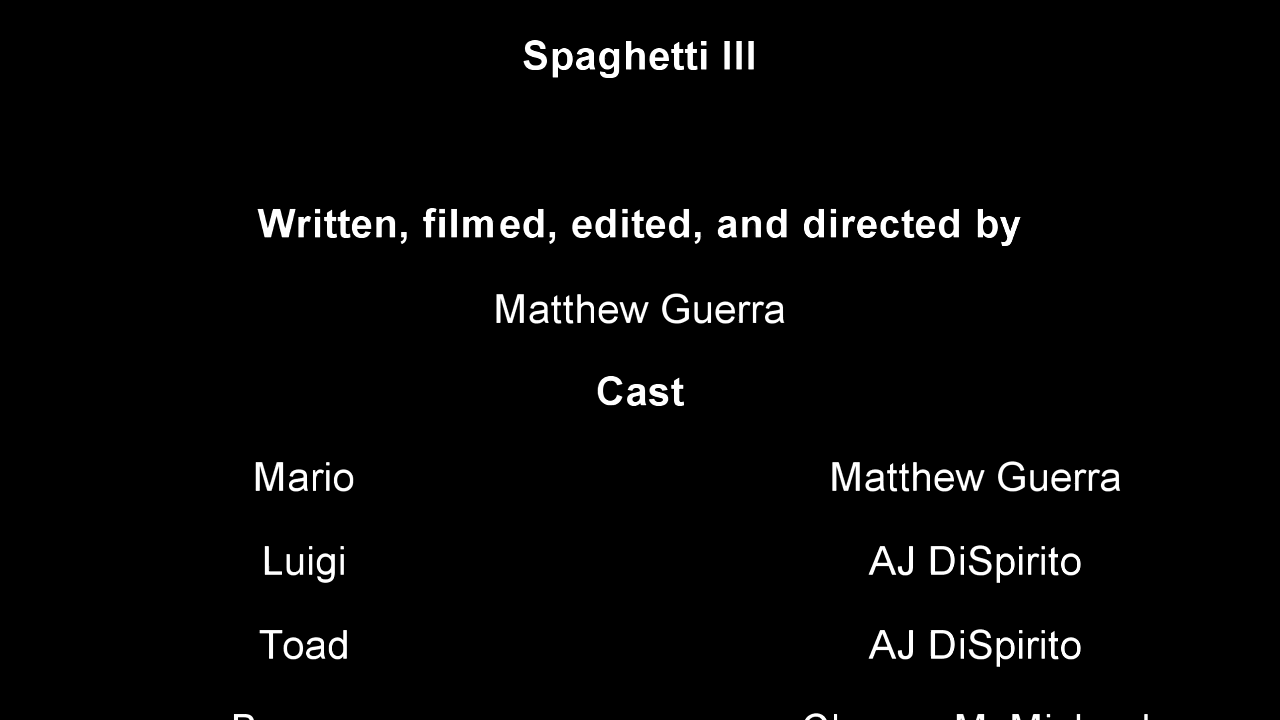 Spaghetti III
Written, filmed, edited, and directed by
Matthew Guerra
Cast
Mario Matthew Guerra
Luigi AJ DiSpirito
Toad AJ DiSpirito